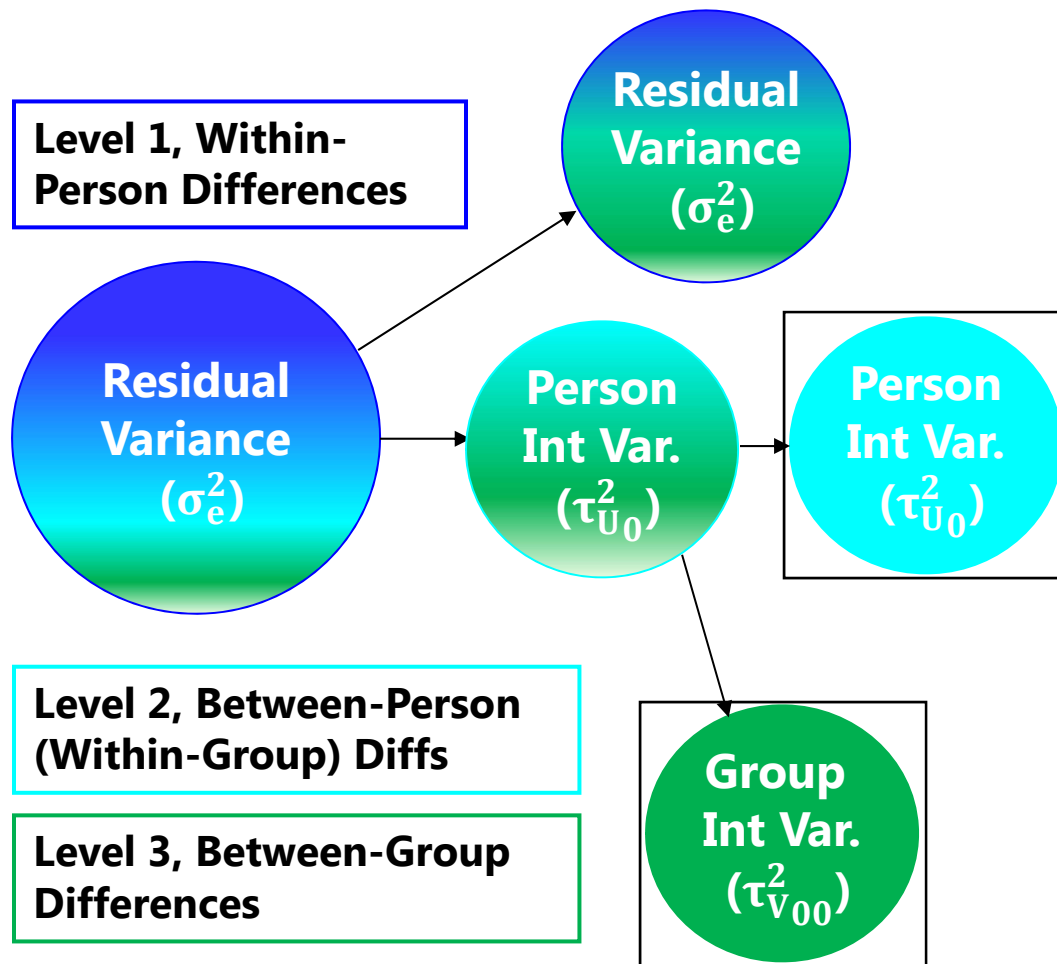 Residual
Variance
(σ²ₑ)
Level 1, Within-
Person Differences
Residual
Variance
(σ²ₑ)
Person
Int Var.
(τ²U₀)
Person
Int Var.
(τ²U₀)
Level 2, Between-Person
(Within-Group) Diffs
Group
Int Var.
(τ²V₀₀)
Level 3, Between-Group
Differences